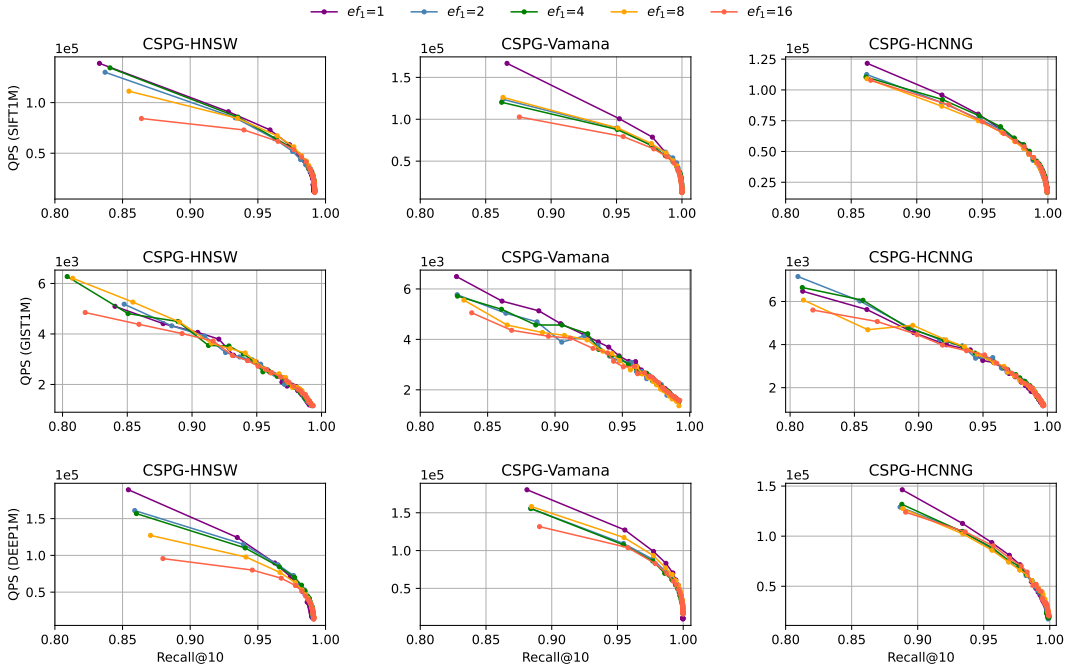 ef₁=1 ef₁=2 ef₁=4 ef₁=8 ef₁=16
CSPG-HNSW CSPG-Vamana CSPG-HCNNG
1e5 1e5 1e5
QPS (SIFT1M)
1.0
0.5
0.80 0.85 0.90 0.95 1.00
1.5
1.0
0.5
0.80 0.85 0.90 0.95 1.00
1.25
1.00
0.75
0.50
0.25
0.80 0.85 0.90 0.95 1.00
CSPG-HNSW CSPG-Vamana CSPG-HCNNG
1e3 1e3 1e3
QPS (GIST1M)
6
4
2
0.80 0.85 0.90 0.95 1.00
6
4
2
0.80 0.85 0.90 0.95 1.00
6
4
2
0.80 0.85 0.90 0.95 1.00
CSPG-HNSW CSPG-Vamana CSPG-HCNNG
1e5 1e5 1e5
QPS (DEEP1M)
1.5
1.0
0.5
0.80 0.85 0.90 0.95 1.00
Recall@10
1.5
1.0
0.5
0.80 0.85 0.90 0.95 1.00
Recall@10
1.5
1.0
0.5
0.80 0.85 0.90 0.95 1.00
Recall@10